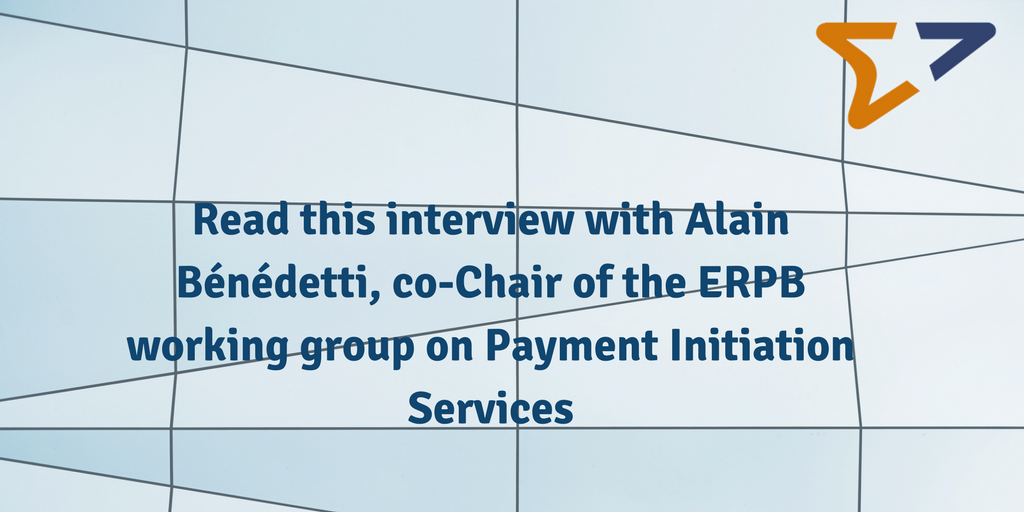 Read this interview with Alain
Bénédetti, co-Chair of the ERPB
working group on Payment Initiation
Services